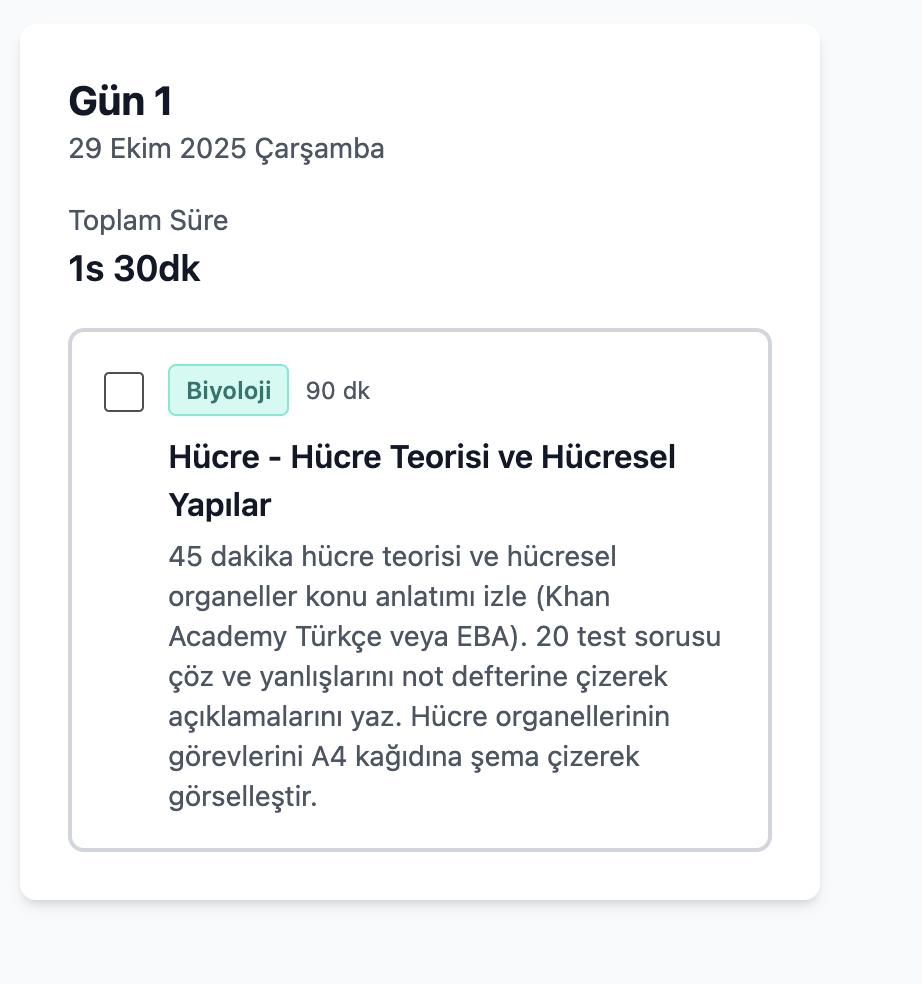 Gün 1
29 Ekim 2025 Çarşamba
Toplam Süre
1s 30dk
Biyoloji 90 dk
Hücre - Hücre Teorisi ve Hücresel
Yapılar
45 dakika hücre teorisi ve hücresel
organeller konu anlatımı izle (Khan
Academy Türkçe veya EBA). 20 test sorusu
çöz ve yanlışlarını not defterine çizerek
açıklamalarını yaz. Hücre organellerinin
görevlerini A4 kağıdına şema çizerek
görselleştir.